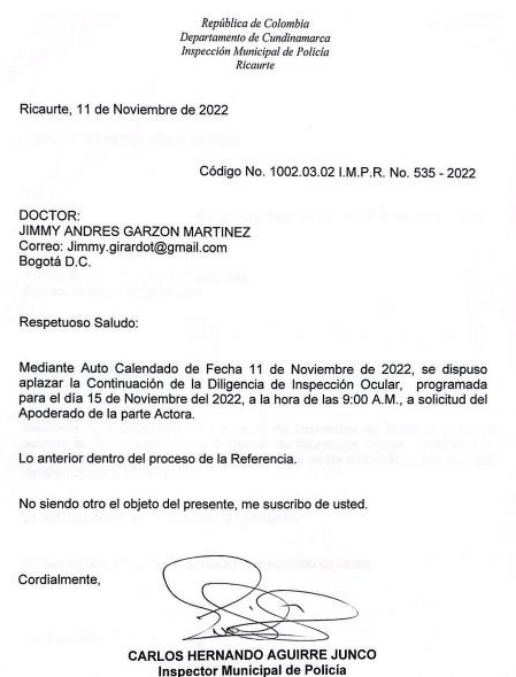 República de Colombia
Departamento de Cundinamarca
Inspección Municipal de Policía
Ricaurte
Ricaurte, 11 de Noviembre de 2022
Código No. 1002.03.02 I.M.P.R. No. 535 - 2022
DOCTOR:
JIMMY ANDRES GARZON MARTINEZ
Correo: Jimmy.girardot@gmail.com
Bogotá D.C.
Respetuoso Saludo:
Mediante Auto Calendado de Fecha 11 de Noviembre de 2022, se dispuso
aplazar la Continuación de la Diligencia de Inspección Ocular, programada
para el día 15 de Noviembre del 2022, a la hora de las 9:00 A.M., a solicitud del
Apoderado de la parte Actora.
Lo anterior dentro del proceso de la Referencia.
No siendo otro el objeto del presente, me suscribo de usted.
Cordialmente,
CARLOS HERNANDO AGUIRRE JUNCO
Inspector Municipal de Policía